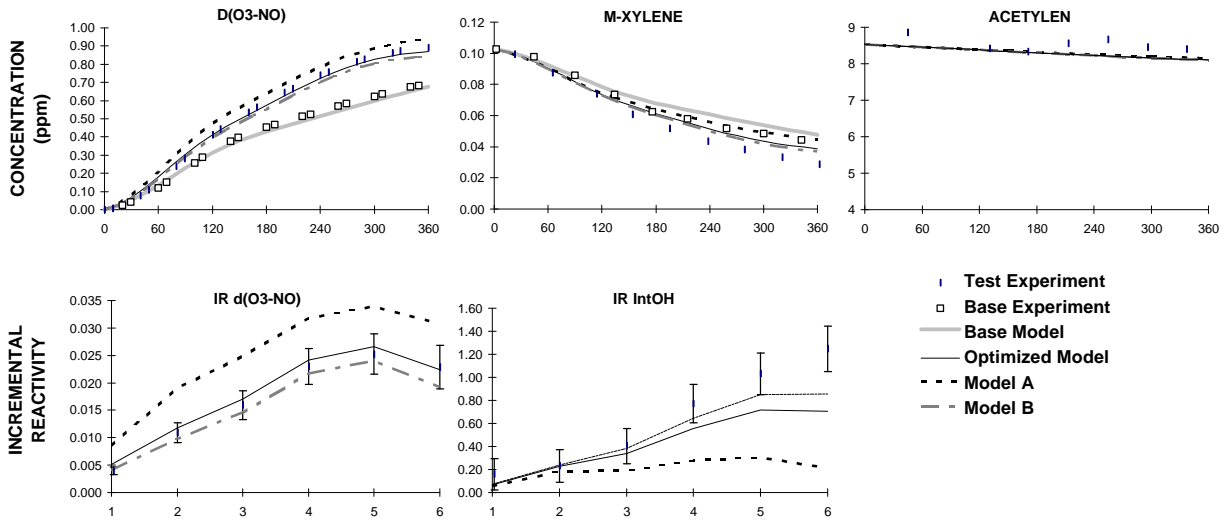 D(O3-NO)
M-XYLENE
ACETYLEN
CONCENTRATION
(ppm)
1.00
0.90
0.80
0.70
0.60
0.50
0.40
0.30
0.20
0.10
0.00
0 60 120 180 240 300 360
0.12
0.10
0.08
0.06
0.04
0.02
0.00
0 60 120 180 240 300 360
9
8
7
6
5
4
0 60 120 180 240 300 360
IR d(O3-NO)
IR IntOH
INCREMENTAL
REACTIVITY
0.035
0.030
0.025
0.020
0.015
0.010
0.005
0.000
1 2 3 4 5 6
1.60
1.40
1.20
1.00
0.80
0.60
0.40
0.20
0.00
1 2 3 4 5 6
Test Experiment
Base Experiment
Base Model
Optimized Model
Model A
Model B